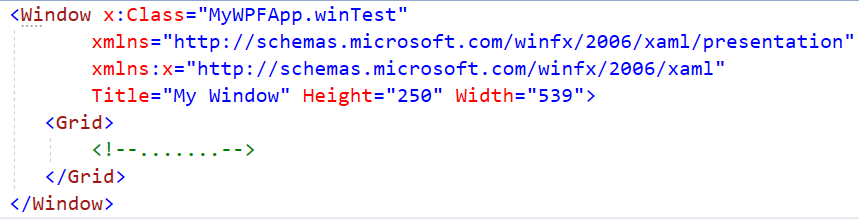 <Window x:Class="MyWPFApp.winTest"
xmlns="http://schemas.microsoft.com/winfx/2006/xaml/presentation"
xmlns:x="http://schemas.microsoft.com/winfx/2006/xaml"
Title="My Window" Height="250" Width="539">
<Grid>
<!--.......-->
</Grid>
</Window>